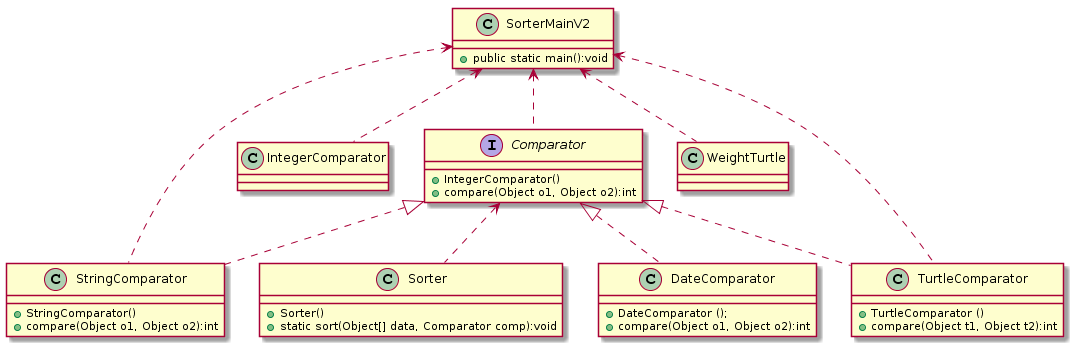 C SorterMainV2
public static main():void
C IntegerComparator
I Comparator
IntegerComparator()
compare(Object o1, Object o2):int
C WeightTurtle
C StringComparator
StringComparator()
compare(Object o1, Object o2):int
C Sorter
Sorter()
static sort(Object[] data, Comparator comp):void
C DateComparator
DateComparator ();
compare(Object o1, Object o2):int
C TurtleComparator
TurtleComparator ()
compare(Object t1, Object t2):int